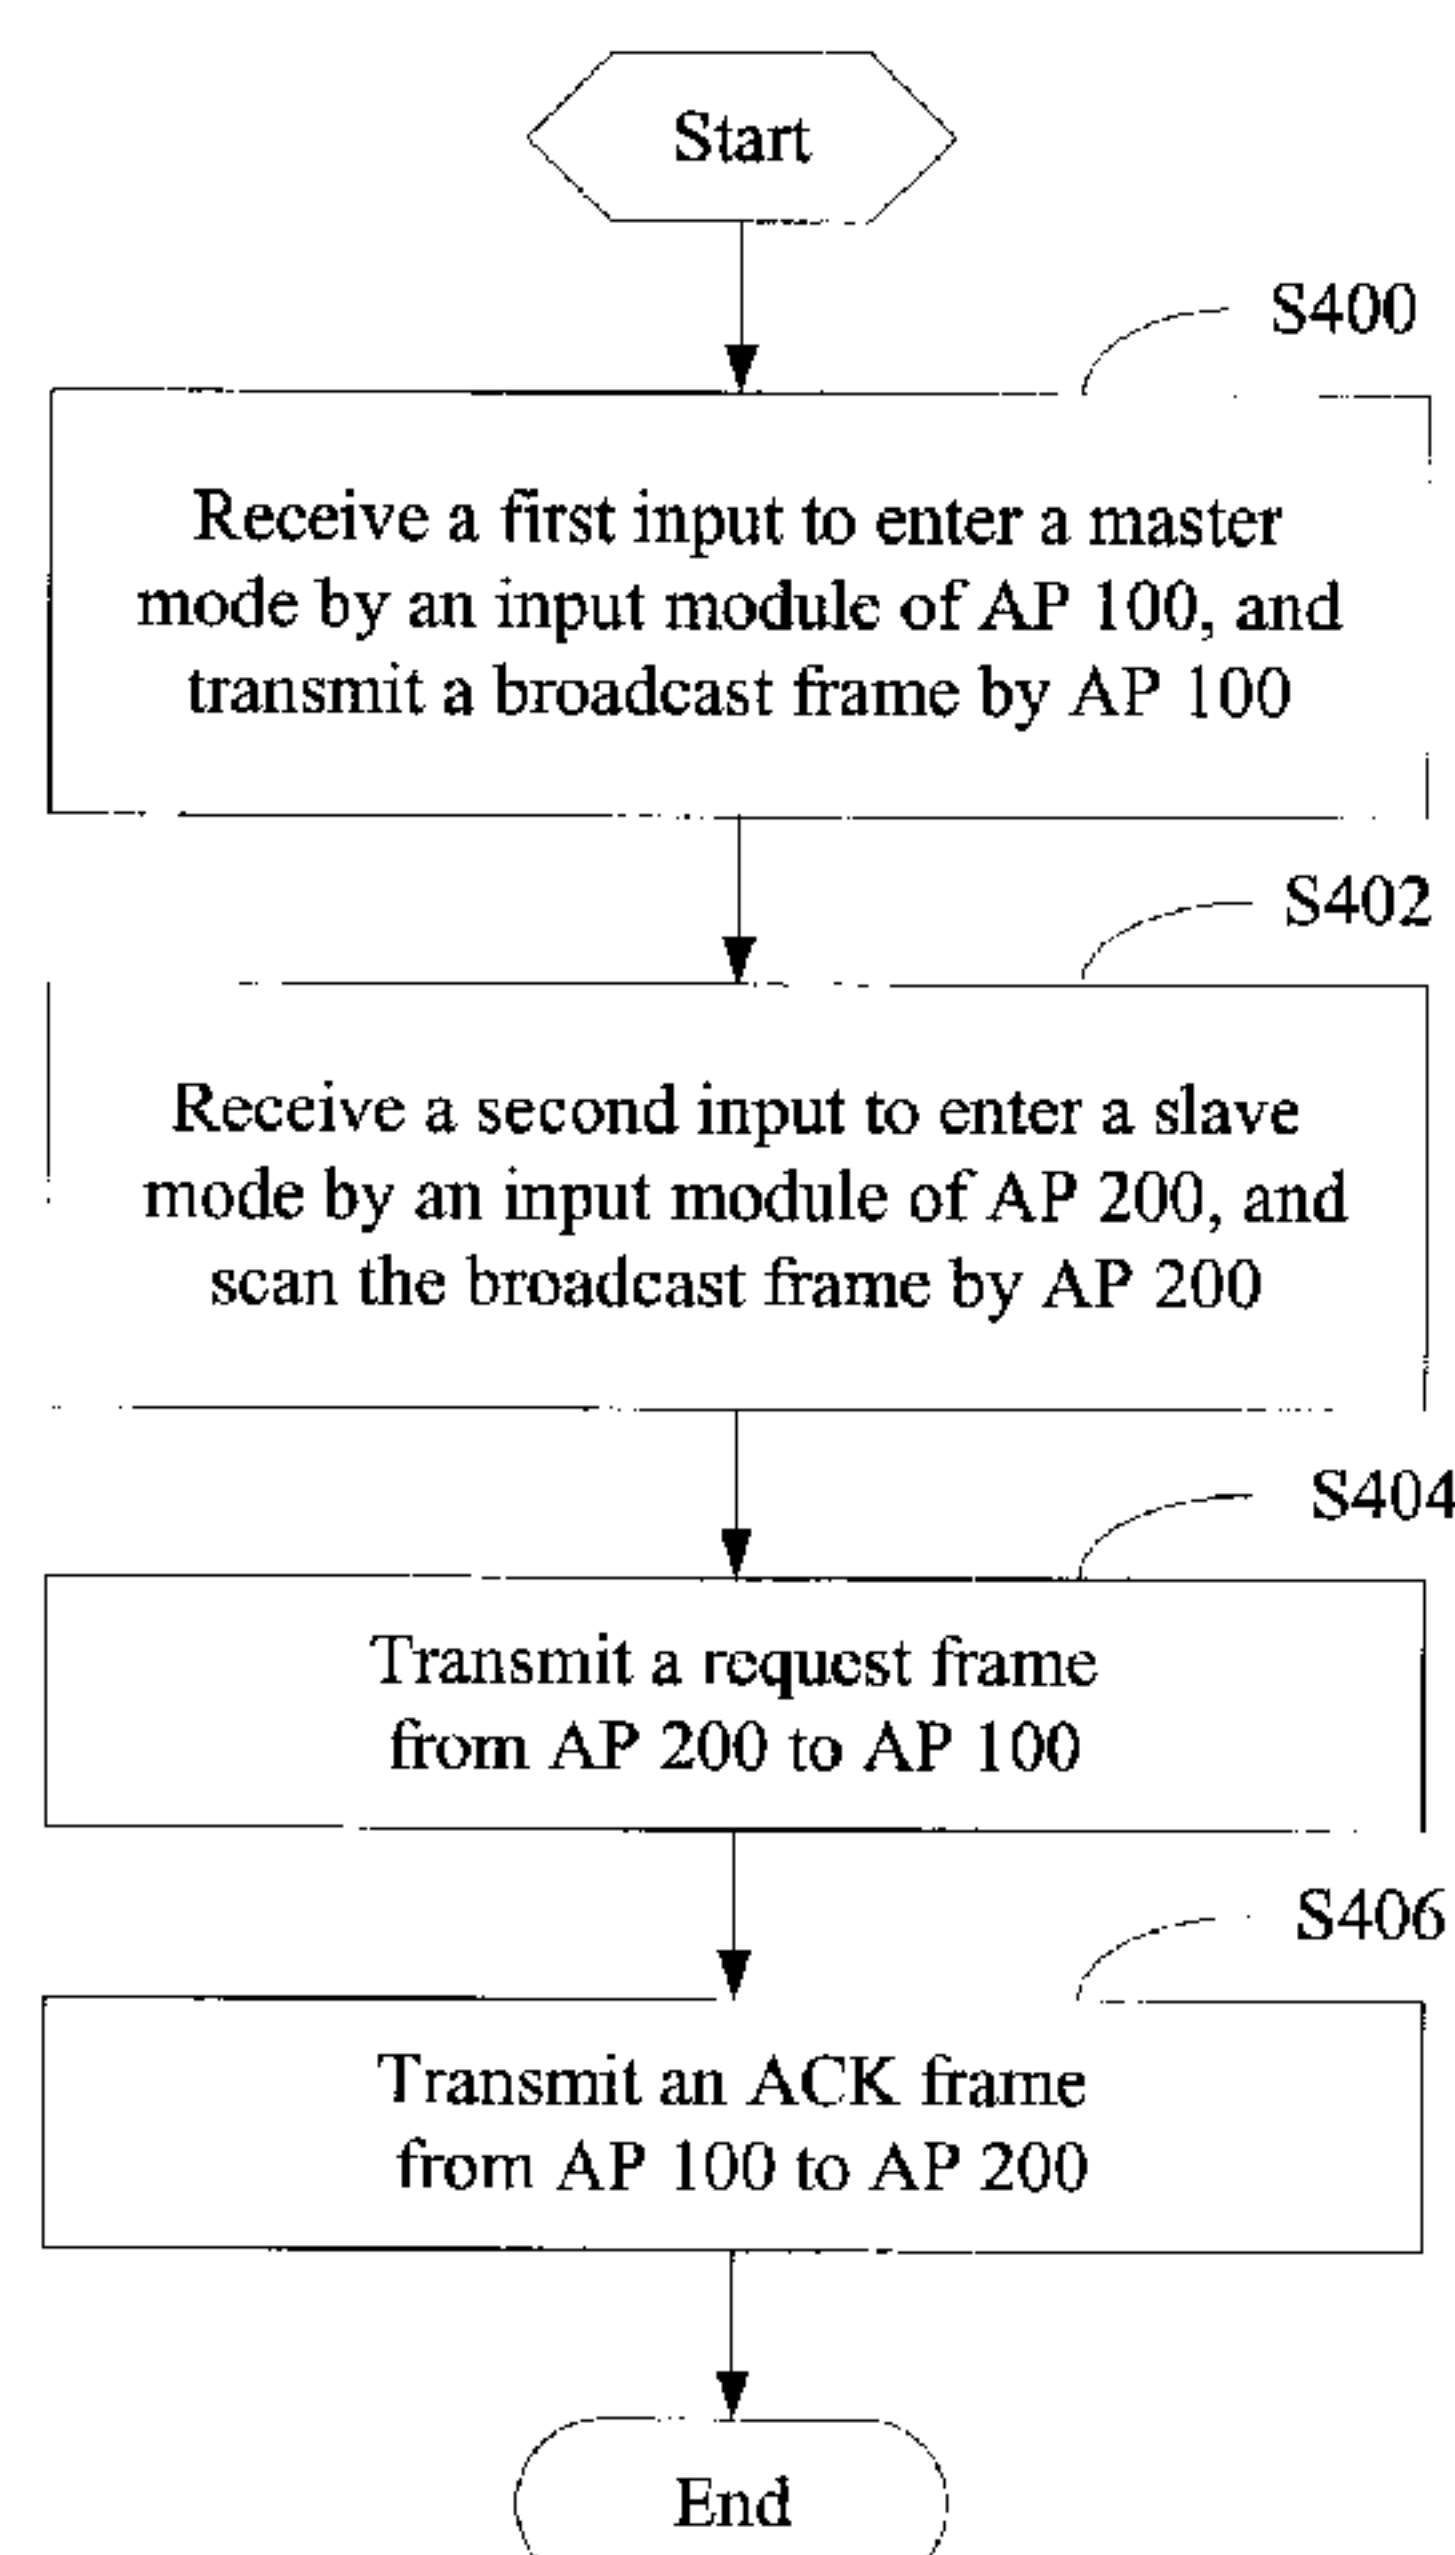 Start
S400
Receive a first input to enter a master
mode by an input module of AP 100, and
transmit a broadcast frame by AP 100
S402
Receive a second input to enter a slave
mode by an input module of AP 200, and
scan the broadcast frame by AP 200
S404
Transmit a request frame
from AP 200 to AP 100
S406
Transmit an ACK frame
from AP 100 to AP 200
End